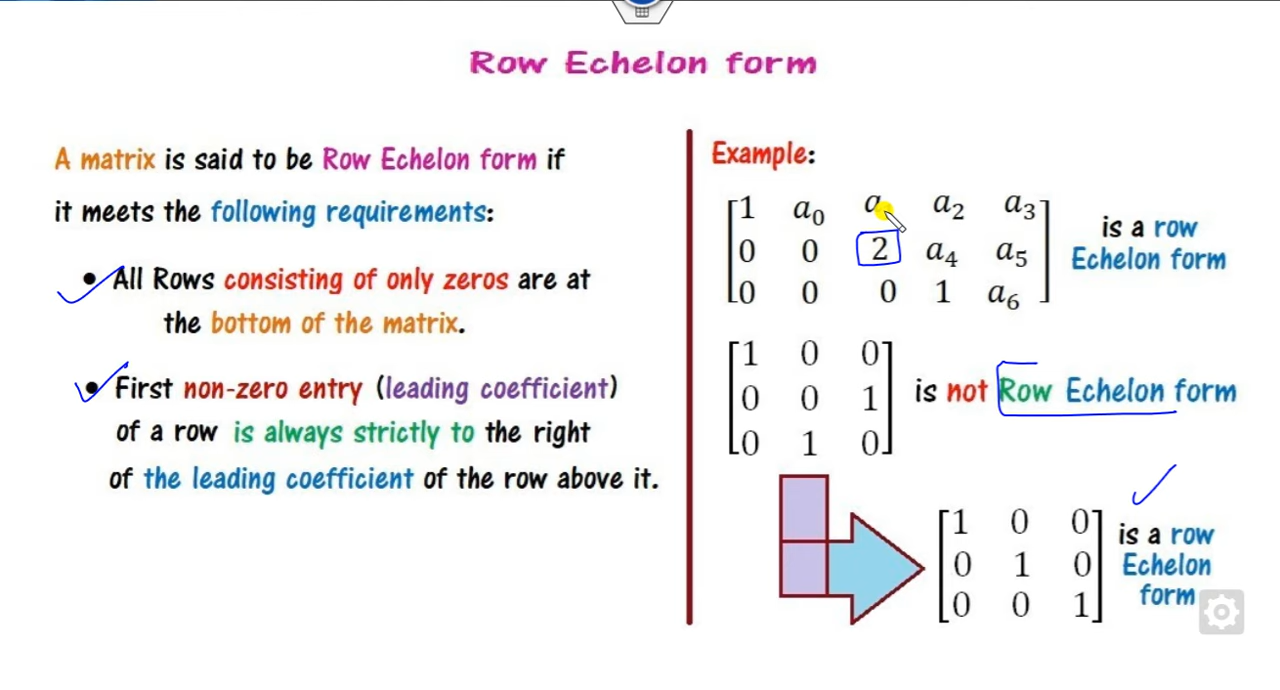 Row Echelon form
A matrix is said to be Row Echelon form if
it meets the following requirements:
• All Rows consisting of only zeros are at
the bottom of the matrix.
• First non-zero entry (leading coefficient)
of a row is always strictly to the right
of the leading coefficient of the row above it.
Example:
1 a₀ a a₂ a₃
0 0 2 a₄ a₅
0 0 0 1 a₆
is a row
Echelon form
1 0 0
0 0 1
0 1 0
is not Row Echelon form
1 0 0
0 1 0
0 0 1
is a row
Echelon
form